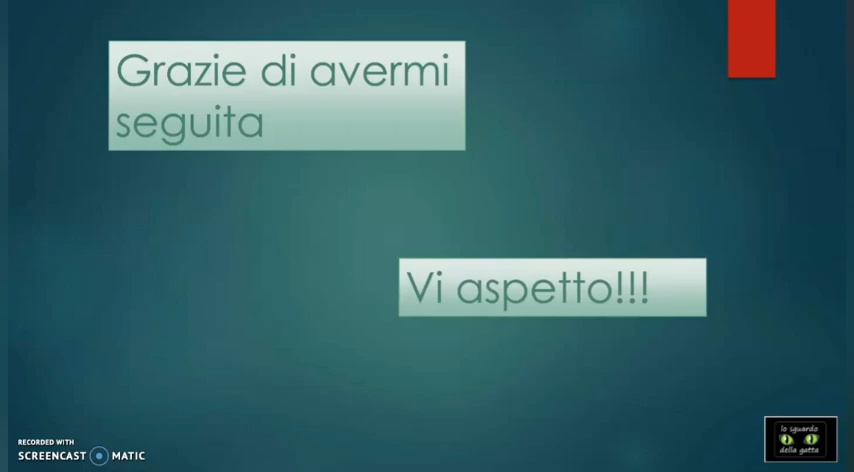 Grazie di avermi
seguita
Vi aspetto!!!
RECORDED WITH
SCREENCAST MATIC
lo sguardo
della gatta